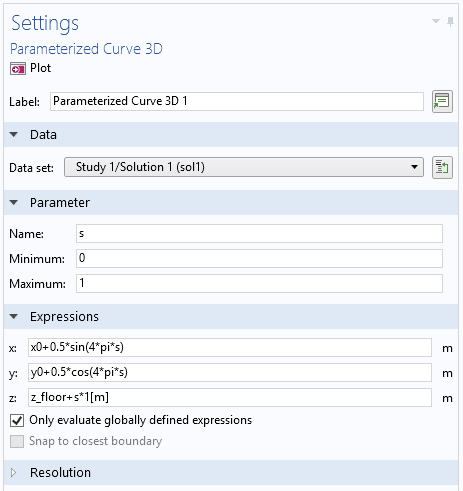 Settings
Parameterized Curve 3D
Plot
Label: Parameterized Curve 3D 1
Data
Data set: Study 1/Solution 1 (sol1)
Parameter
Name: s
Minimum: 0
Maximum: 1
Expressions
x: x0+0.5*sin(4*pi*s) m
y: y0+0.5*cos(4*pi*s) m
z: z_floor+s*1[m] m
Only evaluate globally defined expressions
Snap to closest boundary
Resolution